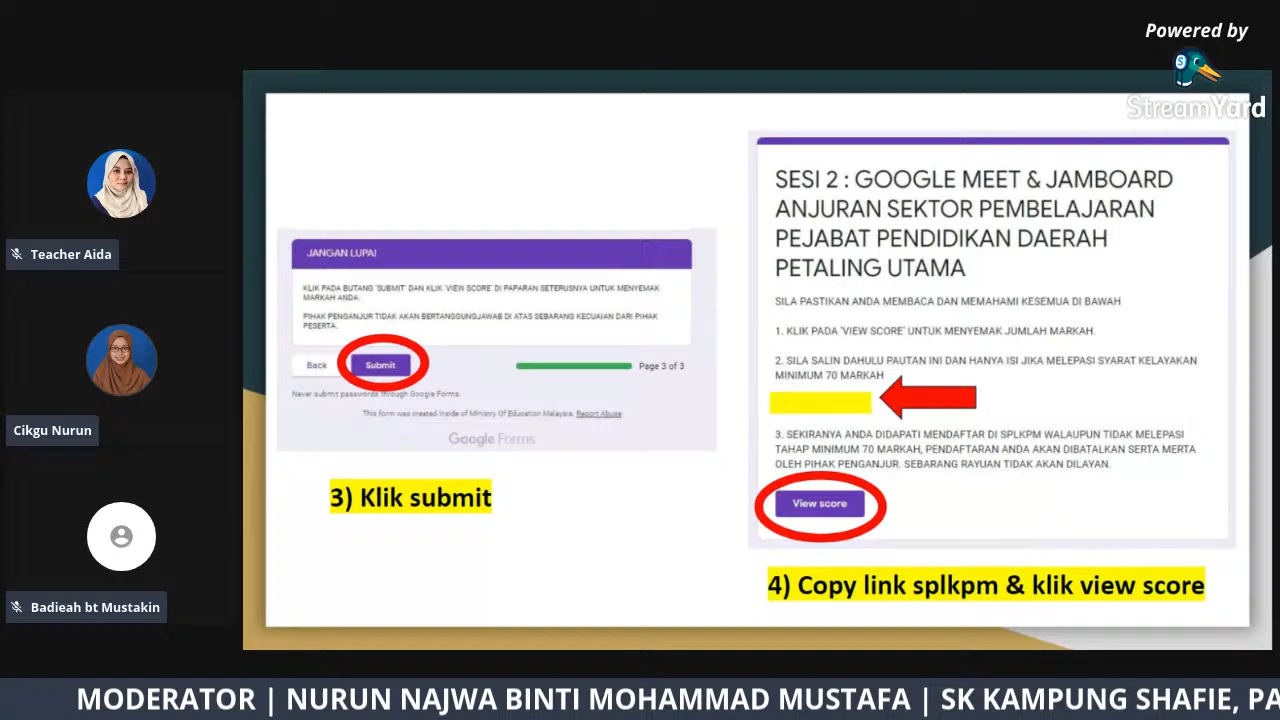 Powered by
StreamYard
Teacher Aida
Cikgu Nurun
Badieah bt Mustakin
JANGAN LUPA!
KLIK PADA BUTANG 'SUBMIT' DAN KLIK 'VIEW SCORE' DI PAPARAN SETERUSNYA UNTUK MENYEMAK
MARKAH ANDA.
PIHAK PENGANJUR TIDAK AKAN BERTANGGUNGJAWAB DI ATAS SEBARANG KECUAIAN DARI PIHAK
PESERTA.
Back
Submit
Page 3 of 3
Never submit passwords through Google Forms.
This form was created inside of Ministry Of Education Malaysia. Report Abuse
Google Forms
3) Klik submit
SESI 2 : GOOGLE MEET & JAMBOARD
ANJURAN SEKTOR PEMBELAJARAN
PEJABAT PENDIDIKAN DAERAH
PETALING UTAMA
SILA PASTIKAN ANDA MEMBACA DAN MEMAHAMI KESEMUA DI BAWAH
1. KLIK PADA 'VIEW SCORE' UNTUK MENYEMAK JUMLAH MARKAH.
2. SILA SALIN DAHULU PAUTAN INI DAN HANYA ISI JIKA MELEPASI SYARAT KELAYAKAN
MINIMUM 70 MARKAH
3. SEKIRANYA ANDA DIDAPATI MENDAFTAR DI SPLKPM WALAUPUN TIDAK MELEPASI
TAHAP MINIMUM 70 MARKAH, PENDAFTARAN ANDA AKAN DIBATALKAN SERTA MERTA
OLEH PIHAK PENGANJUR. SEBARANG RAYUAN TIDAK AKAN DILAYAN.
View score
4) Copy link splkpm & klik view score
MODERATOR | NURUN NAJWA BINTI MOHAMMAD MUSTAFA | SK KAMPUNG SHAFIE, PA